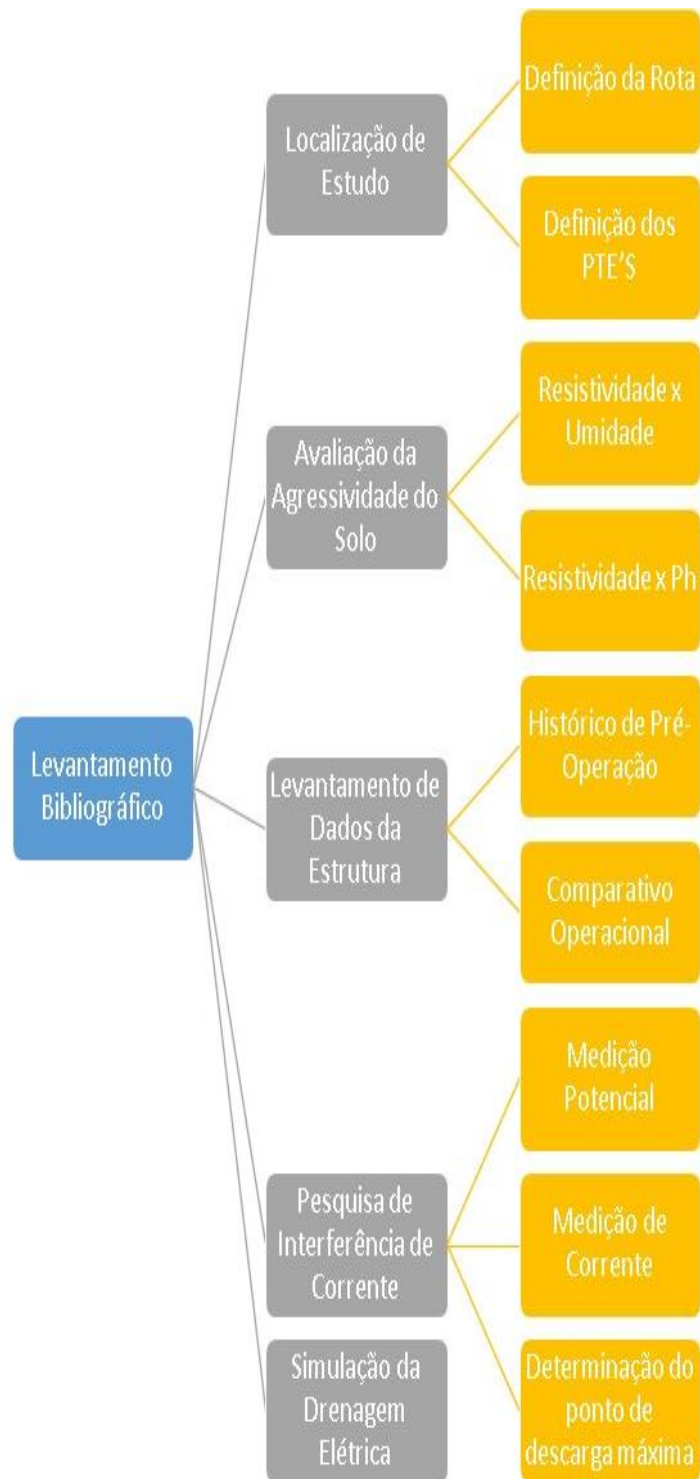 Levantamento
Bibliográfico
Localização de
Estudo
Definição da Rota
Definição dos
PTE'S
Avaliação da
Agressividade do
Solo
Resistividade x
Umidade
Resistividade x Ph
Levantamento de
Dados da
Estrutura
Histórico de Pré-
Operação
Comparativo
Operacional
Pesquisa de
Interferência de
Corrente
Medição
Potencial
Medição de
Corrente
Determinação do
ponto de
descarga máxima
Simulação da
Drenagem
Elétrica